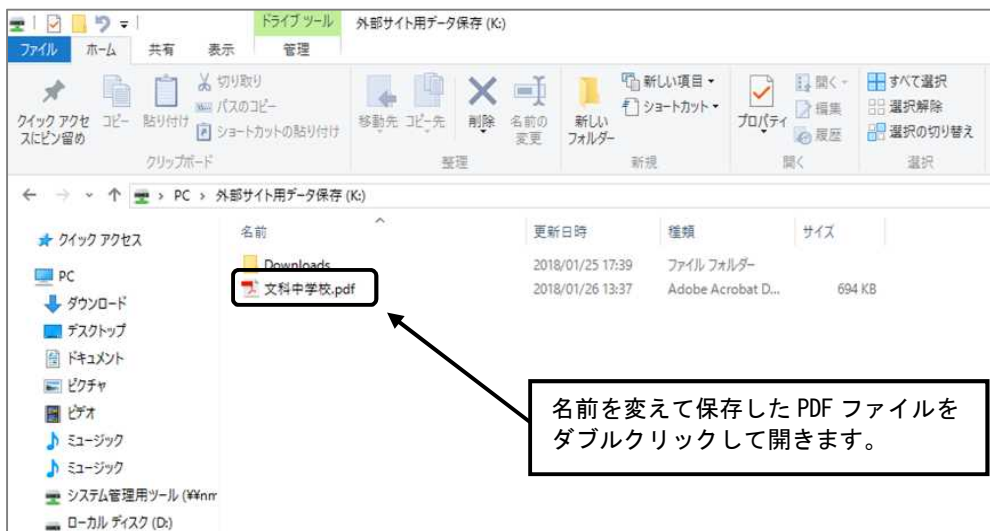 ドライブ ツール 外部サイト用データ保存 (K:)
ファイル ホーム 共有 表示 管理
クイック アクセスにピン留め
コピー
貼り付け
切り取り
パスのコピー
ショートカットの貼り付け
クリップボード
移動先
コピー先
削除
名前の変更
整理
新しいフォルダー
新しい項目
ショートカット
新規
プロパティ
開く
編集
履歴
開く
すべて選択
選択解除
選択の切り替え
選択
PC › 外部サイト用データ保存 (K:)
名前 更新日時 種類 サイズ
Downloads 2018/01/25 17:39 ファイル フォルダー
文科中学校.pdf 2018/01/26 13:37 Adobe Acrobat D... 694 KB
クイック アクセス
PC
ダウンロード
デスクトップ
ドキュメント
ピクチャ
ビデオ
ミュージック
ミュージック
システム管理用ツール (¥¥nm
ローカル ディスク (D:)
名前を変えて保存した PDF ファイルを
ダブルクリックして開きます。